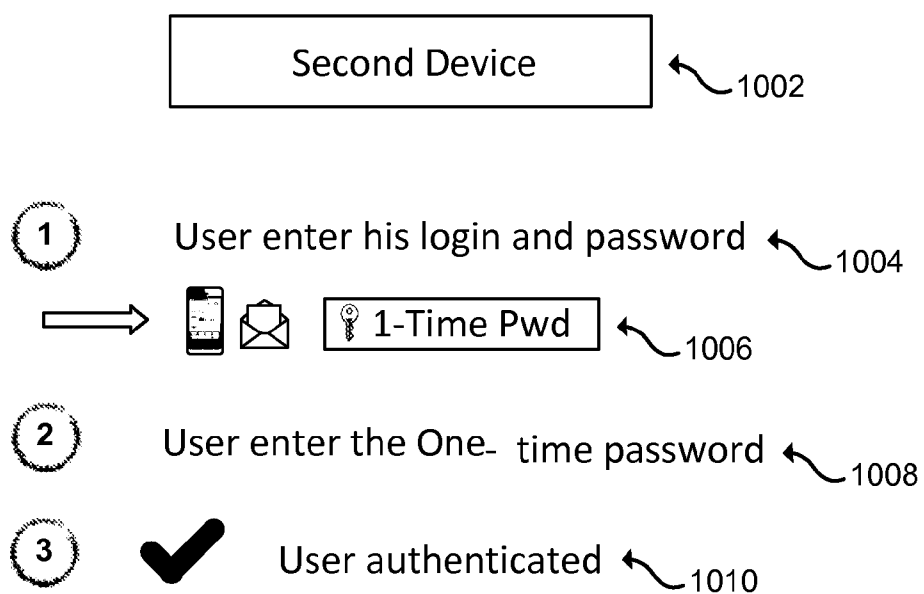 Second Device
1002
1
User enter his login and password
1004
1-Time Pwd
1006
2
User enter the One- time password
1008
3
User authenticated
1010